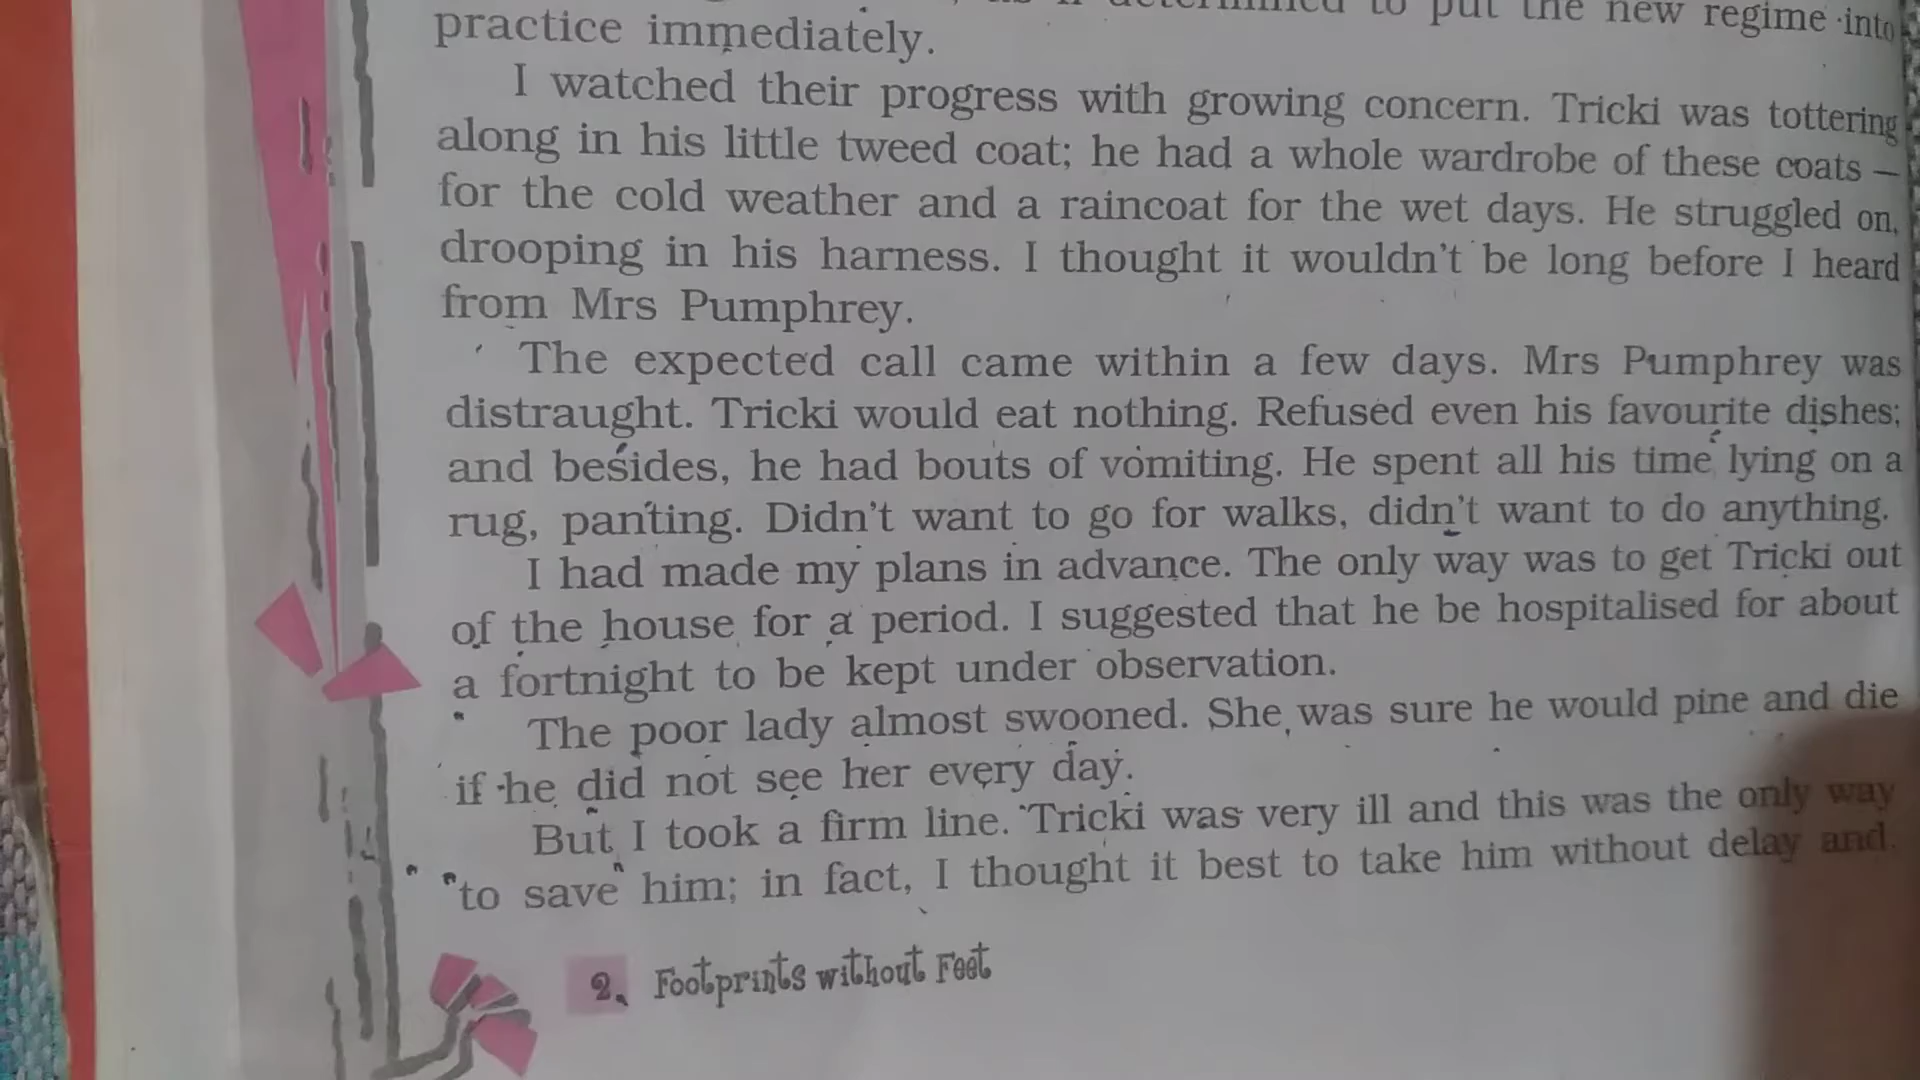 to put the new regime into
practice immediately.
I watched their progress with growing concern. Tricki was tottering
along in his little tweed coat; he had a whole wardrobe of these coats —
for the cold weather and a raincoat for the wet days. He struggled on,
drooping in his harness. I thought it wouldn't be long before I heard
from Mrs Pumphrey.
The expected call came within a few days. Mrs Pumphrey was
distraught. Tricki would eat nothing. Refused even his favourite dishes;
and besides, he had bouts of vomiting. He spent all his time lying on a
rug, panting. Didn't want to go for walks, didn't want to do anything.
I had made my plans in advance. The only way was to get Tricki out
of the house for a period. I suggested that he be hospitalised for about
a fortnight to be kept under observation.
The poor lady almost swooned. She was sure he would pine and die
if he did not see her every day.
But I took a firm line. Tricki was very ill and this was the only way
to save him; in fact, I thought it best to take him without delay and
2 Footprints without Feet